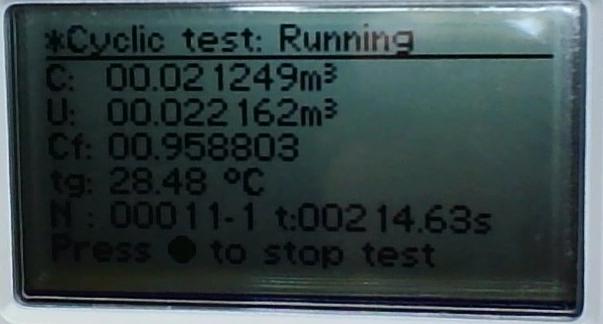 *Cyclic test: Running
C: 00.021249m³
U: 00.022162m³
Cf: 00.958803
tg: 28.48 °C
N : 00011-1 t:00214.63s
Press ● to stop test